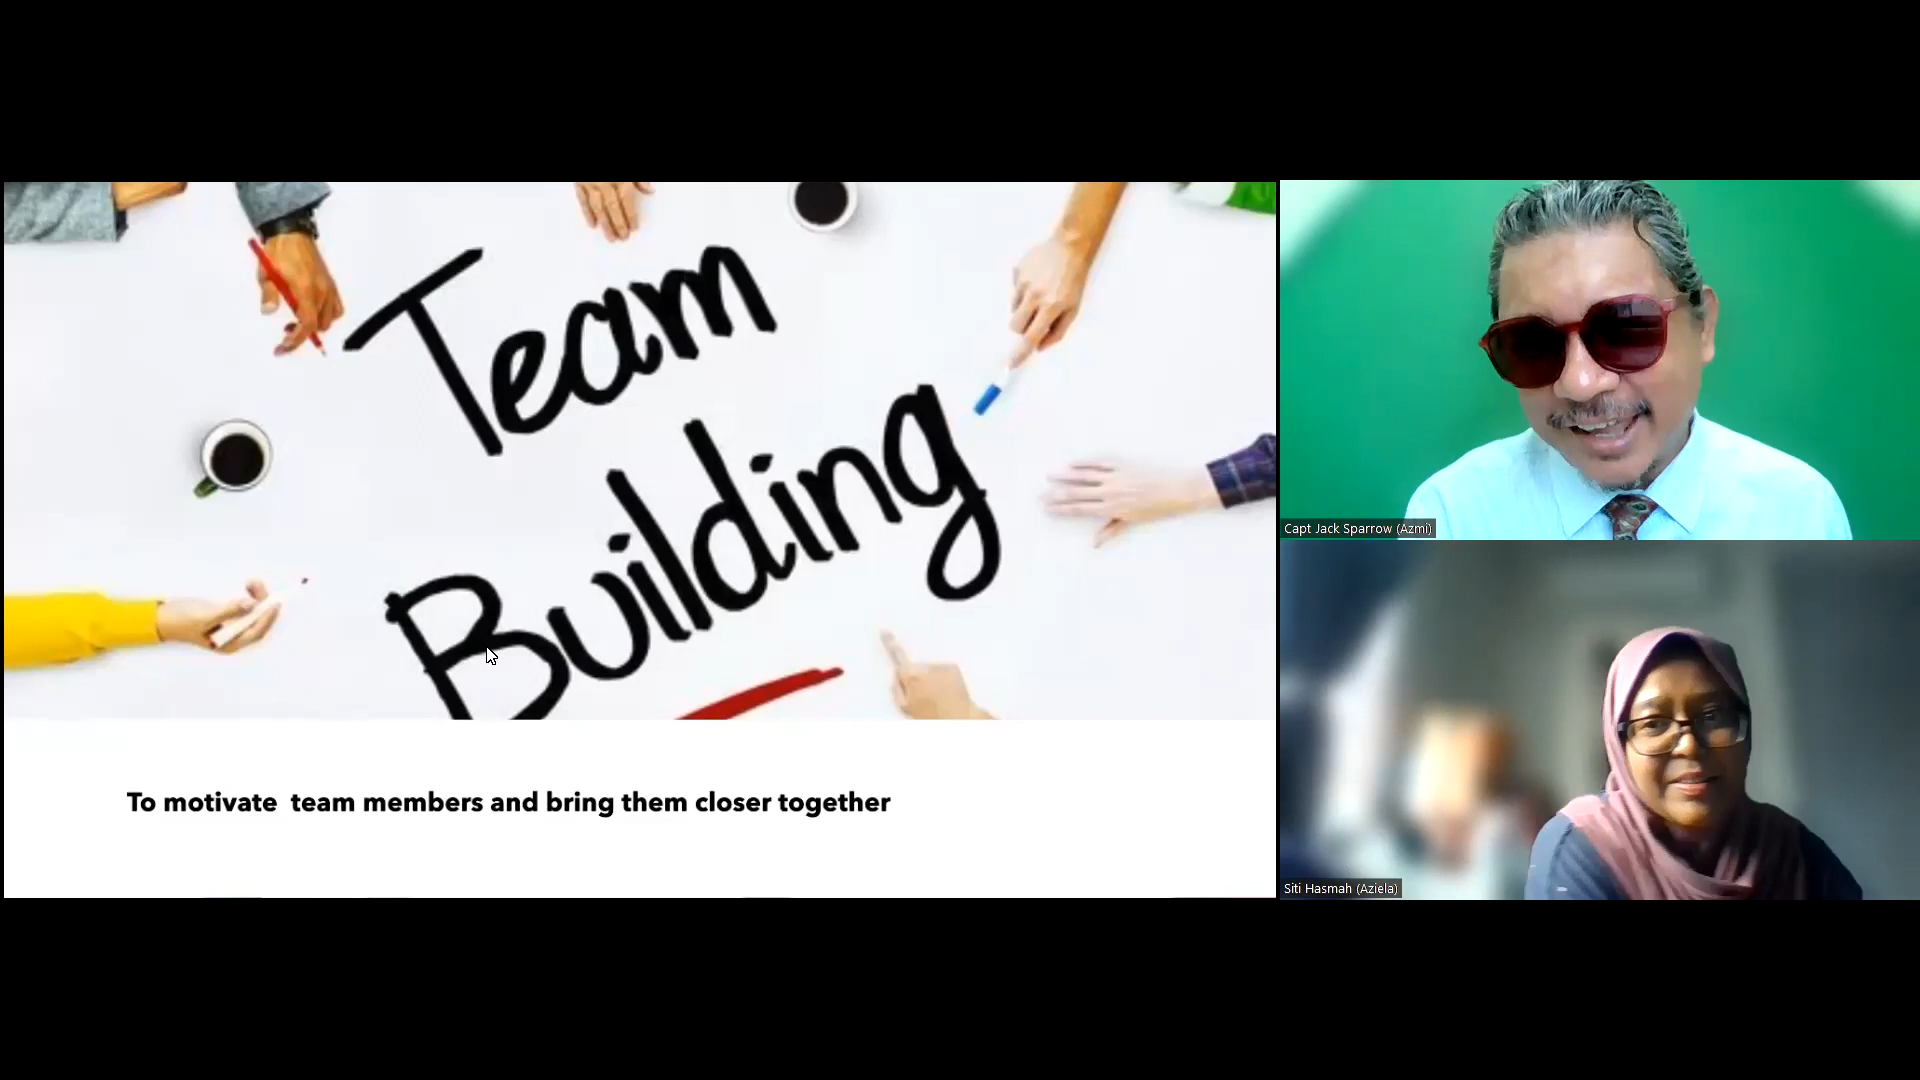 Team
Building
To motivate  team members and bring them closer together
Capt Jack Sparrow (Azmi)
Siti Hasmah (Aziela)